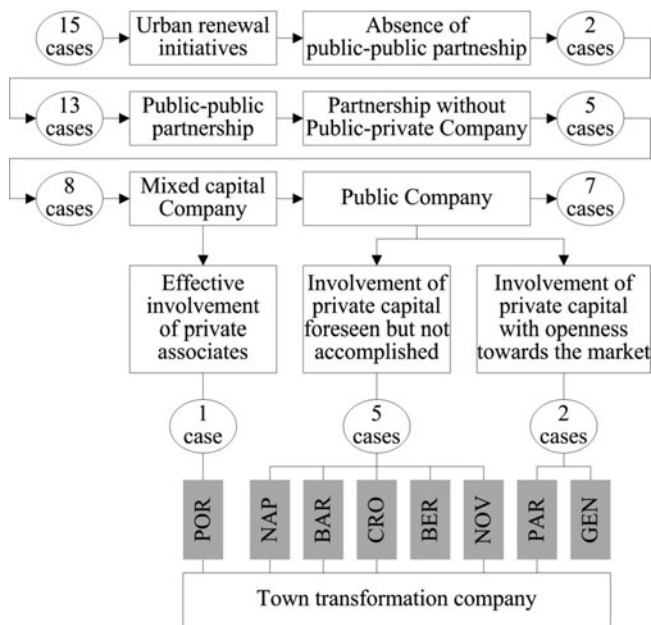 15
cases
Urban renewal
initiatives
Absence of
public-public partneship
2
cases
13
cases
Public-public
partnership
Partnership without
Public-private Company
5
cases
8
cases
Mixed capital
Company
Public Company
7
cases
Effective
involvement
of private
associates
Involvement of
private capital
foreseen but not
accomplished
Involvement of
private capital
with openness
towards the market
1
case
5
cases
2
cases
POR
NAP
BAR
CRO
BER
NOV
PAR
GEN
Town transformation company